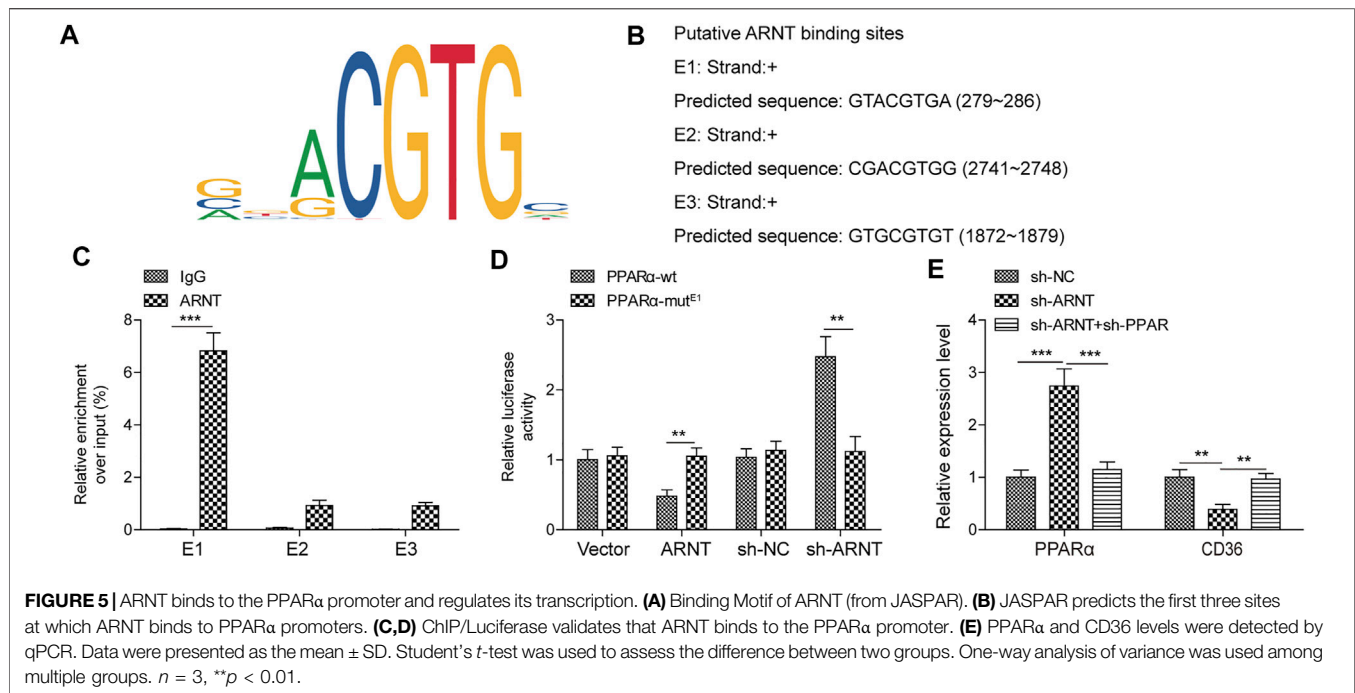 A
ACGTG
B
Putative ARNT binding sites
E1: Strand:+
Predicted sequence: GTACGTGA (279~286)
E2: Strand:+
Predicted sequence: CGACGTGG (2741~2748)
E3: Strand:+
Predicted sequence: GTGCGTGT (1872~1879)
C
IgG
ARNT
Relative enrichment
over input (%)
8
6
4
2
0
***
E1
E2
E3
D
PPARα-wt
PPARα-mutᴱ¹
Relative luciferase
activity
3
2
1
0
**
**
Vector
ARNT
sh-NC
sh-ARNT
E
sh-NC
sh-ARNT
sh-ARNT+sh-PPAR
Relative expression level
4
3
2
1
0
***
***
**
**
PPARα
CD36
FIGURE 5 | ARNT binds to the PPARα promoter and regulates its transcription. (A) Binding Motif of ARNT (from JASPAR). (B) JASPAR predicts the first three sites
at which ARNT binds to PPARα promoters. (C,D) ChIP/Luciferase validates that ARNT binds to the PPARα promoter. (E) PPARα and CD36 levels were detected by
qPCR. Data were presented as the mean ± SD. Student's t-test was used to assess the difference between two groups. One-way analysis of variance was used among
multiple groups. n = 3, **p < 0.01.